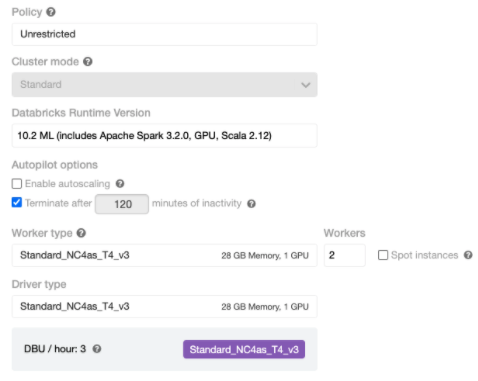 Policy ?
Unrestricted
Cluster mode ?
Standard
Databricks Runtime Version
10.2 ML (includes Apache Spark 3.2.0, GPU, Scala 2.12)
Autopilot options
Enable autoscaling ?
Terminate after 120 minutes of inactivity ?
Worker type ? Workers
Standard_NC4as_T4_v3 28 GB Memory, 1 GPU 2 Spot instances ?
Driver type
Standard_NC4as_T4_v3 28 GB Memory, 1 GPU
DBU / hour: 3 ? Standard_NC4as_T4_v3